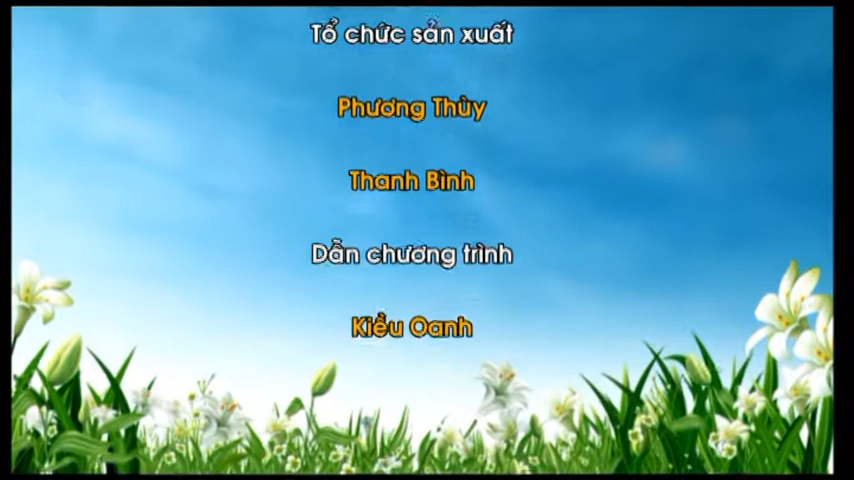 Tổ chức sản xuất
Phương Thùy
Thanh Bình
Dẫn chương trình
Kiều Oanh